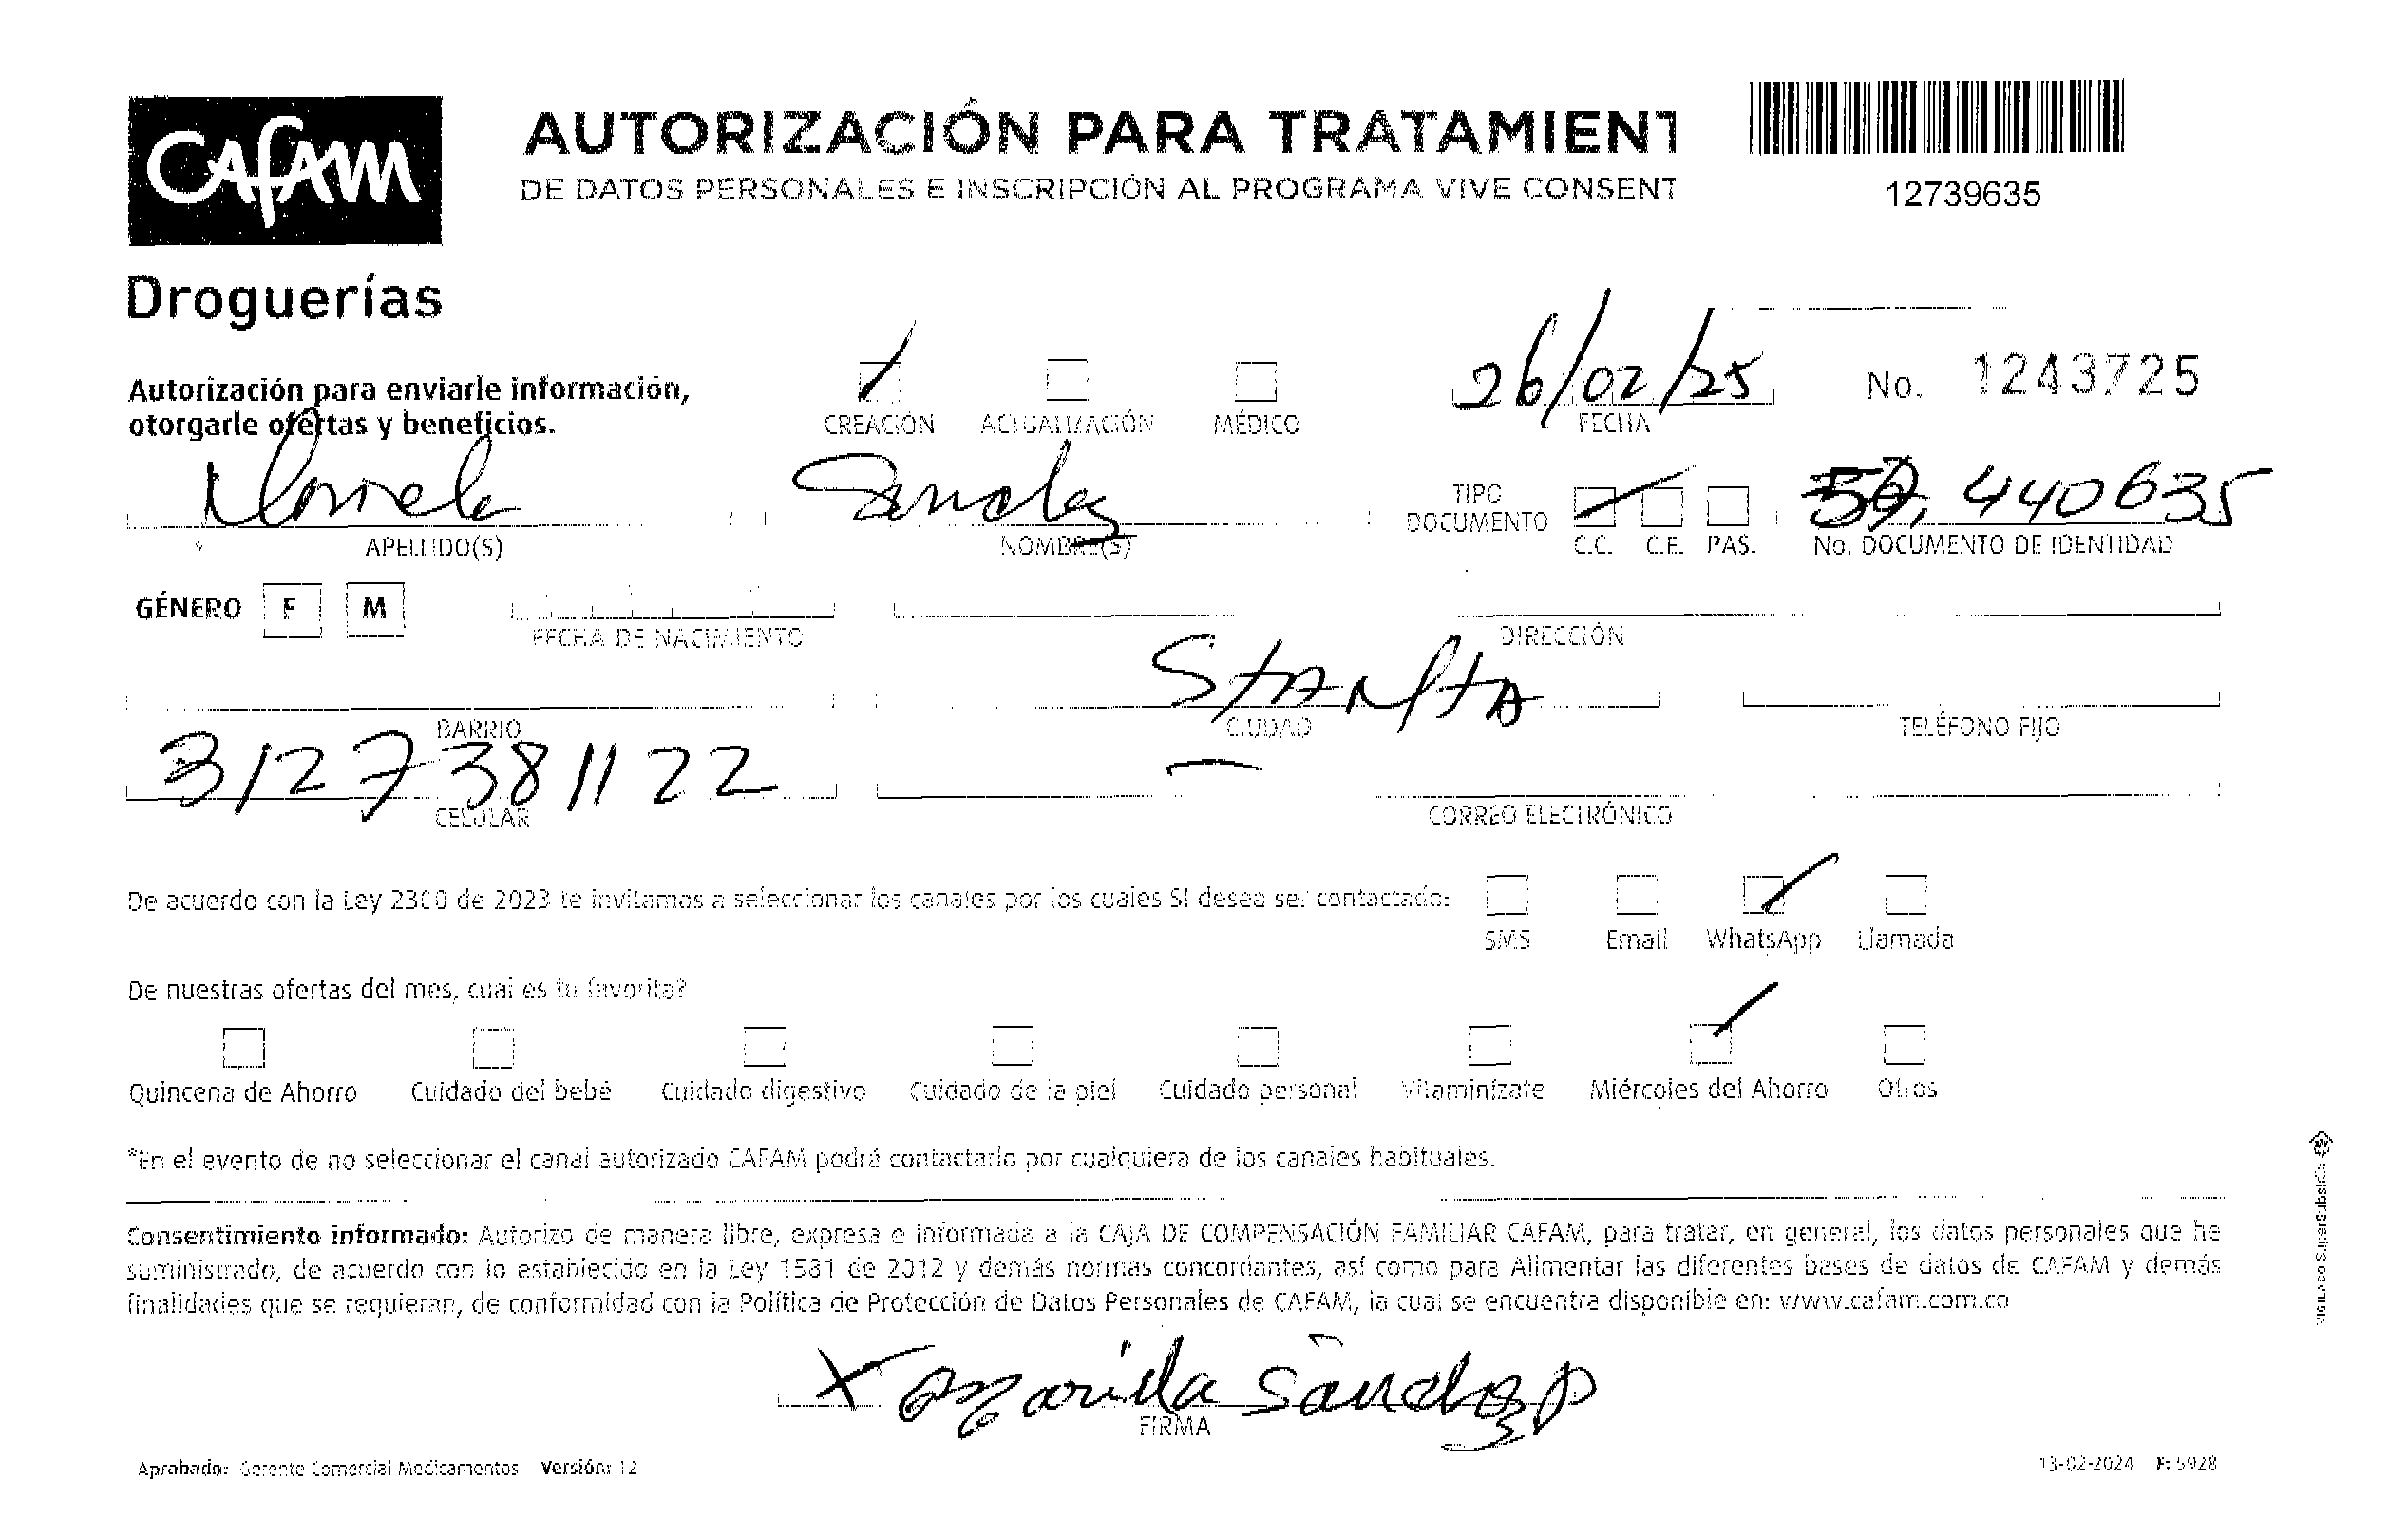 CAFAM
AUTORIZACIÓN PARA TRATAMIENT
DE DATOS PERSONALES E INSCRIPCIÓN AL PROGRAMA VIVE CONSENT
12739635
Droguerías
Autorización para enviarle información,
otorgarle ofertas y beneficios.
CREACIÓN ACTUALIZACIÓN MÉDICO
26/02/25
FECHA
No. 1243725
Sanchez
TIPO
DOCUMENTO
C.C. C.E. PAS.
440635
APELLIDO(S) NOMBRE(S) No. DOCUMENTO DE IDENTIDAD
GÉNERO F M
FECHA DE NACIMIENTO DIRECCIÓN
StaMta
BARRIO CIUDAD TELÉFONO FIJO
3127381122 —
CELULAR CORREO ELECTRÓNICO
De acuerdo con la Ley 2300 de 2023 te invitamos a seleccionar los canales por los cuales SI desea ser contactado:
SMS Email WhatsApp Llamada
De nuestras ofertas del mes, cual es tu favorita?
Quincena de Ahorro Cuidado del bebé Cuidado digestivo Cuidado de la piel Cuidado personal Vitaminízate Miércoles del Ahorro Otros
*En el evento de no seleccionar el canal autorizado CAFAM podrá contactarlo por cualquiera de los canales habituales.
Consentimiento informado: Autorizo de manera libre, expresa e informada a la CAJA DE COMPENSACIÓN FAMILIAR CAFAM, para tratar, en general, los datos personales que he
suministrado, de acuerdo con lo establecido en la Ley 1581 de 2012 y demás normas concordantes, así como para Alimentar las diferentes bases de datos de CAFAM y demás
finalidades que se requieran, de conformidad con la Política de Protección de Datos Personales de CAFAM, la cual se encuentra disponible en: www.cafam.com.co
X Mariela Sánchez P
FIRMA
Aprobado: Gerente Comercial Medicamentos Versión: 12
13-02-2024 F: 5928
VIGILADO SuperSubsidio